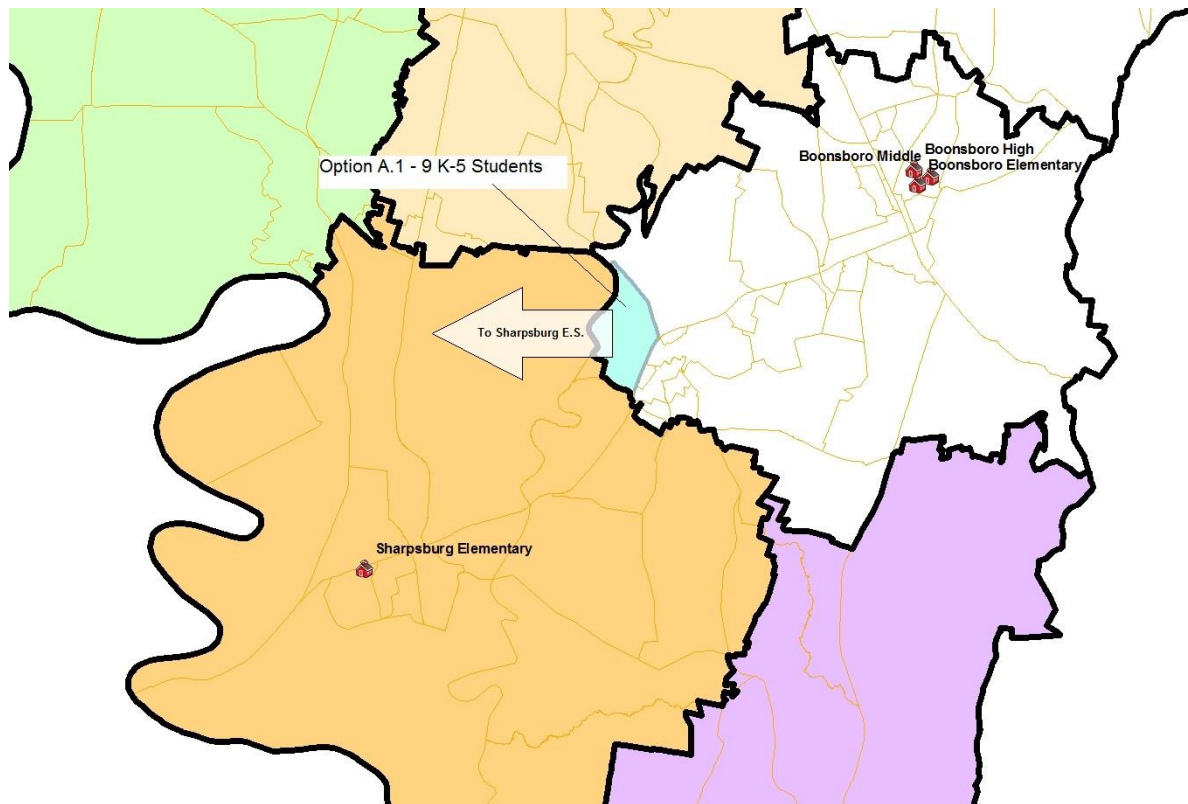 Boonsboro High
Boonsboro Middle
Boonsboro Elementary
Option A.1 - 9 K-5 Students
To Sharpsburg E.S.
Sharpsburg Elementary